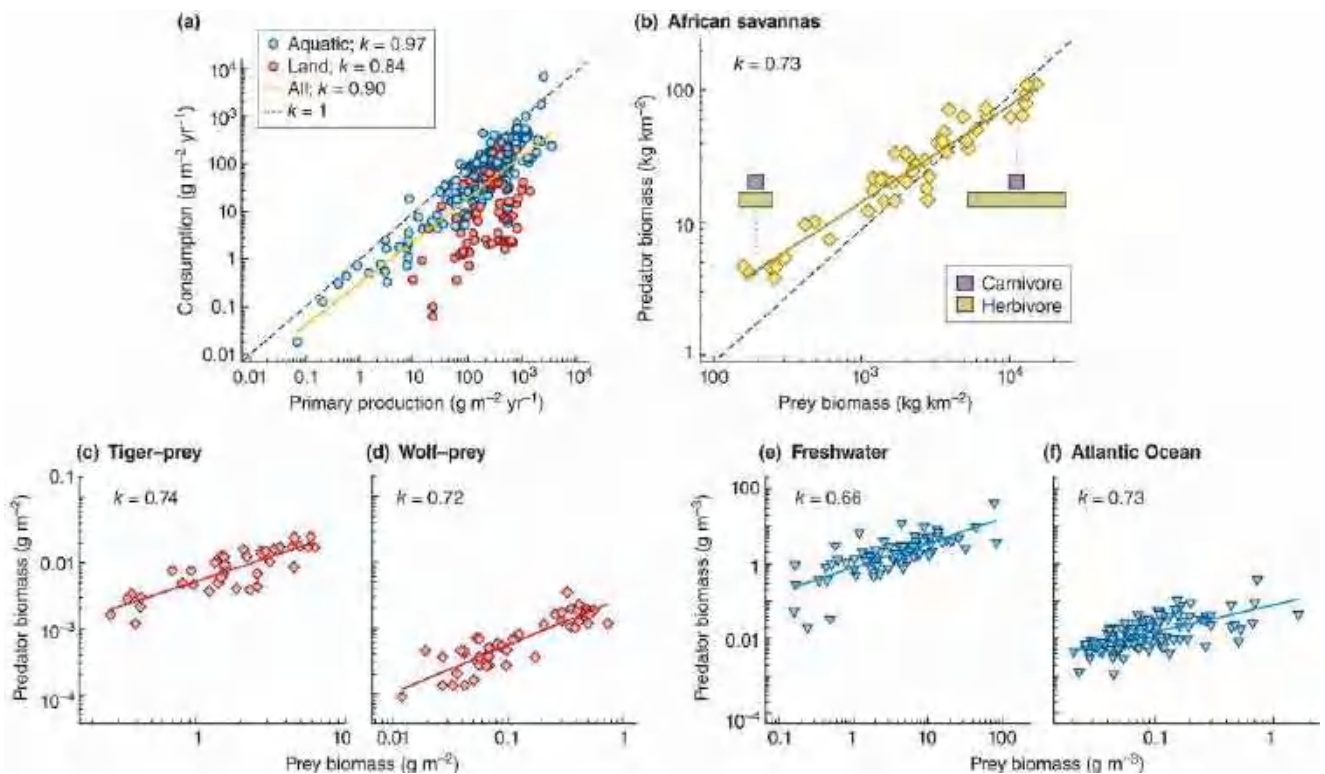 (a)
Aquatic; k = 0.97
Land; k = 0.84
All; k = 0.90
k = 1
Consumption (g m⁻² yr⁻¹)
10⁴
10³
100
10
1
0.1
0.01
0.01 0.1 1 10 100 10³ 10⁴
Primary production (g m⁻² yr⁻¹)
(b) African savannas
k = 0.73
Predator biomass (kg km⁻²)
100
10
1
Carnivore
Herbivore
100 10³ 10⁴
Prey biomass (kg km⁻²)
(c) Tiger–prey
k = 0.74
Predator biomass (g m⁻²)
0.1
0.01
10⁻³
10⁻⁴
1 10
(d) Wolf–prey
k = 0.72
0.01 0.1 1
Prey biomass (g m⁻²)
(e) Freshwater
k = 0.66
Predator biomass (g m⁻³)
100
1
0.01
10⁻⁴
0.1 1 10 100
(f) Atlantic Ocean
k = 0.73
0.1 1
Prey biomass (g m⁻³)